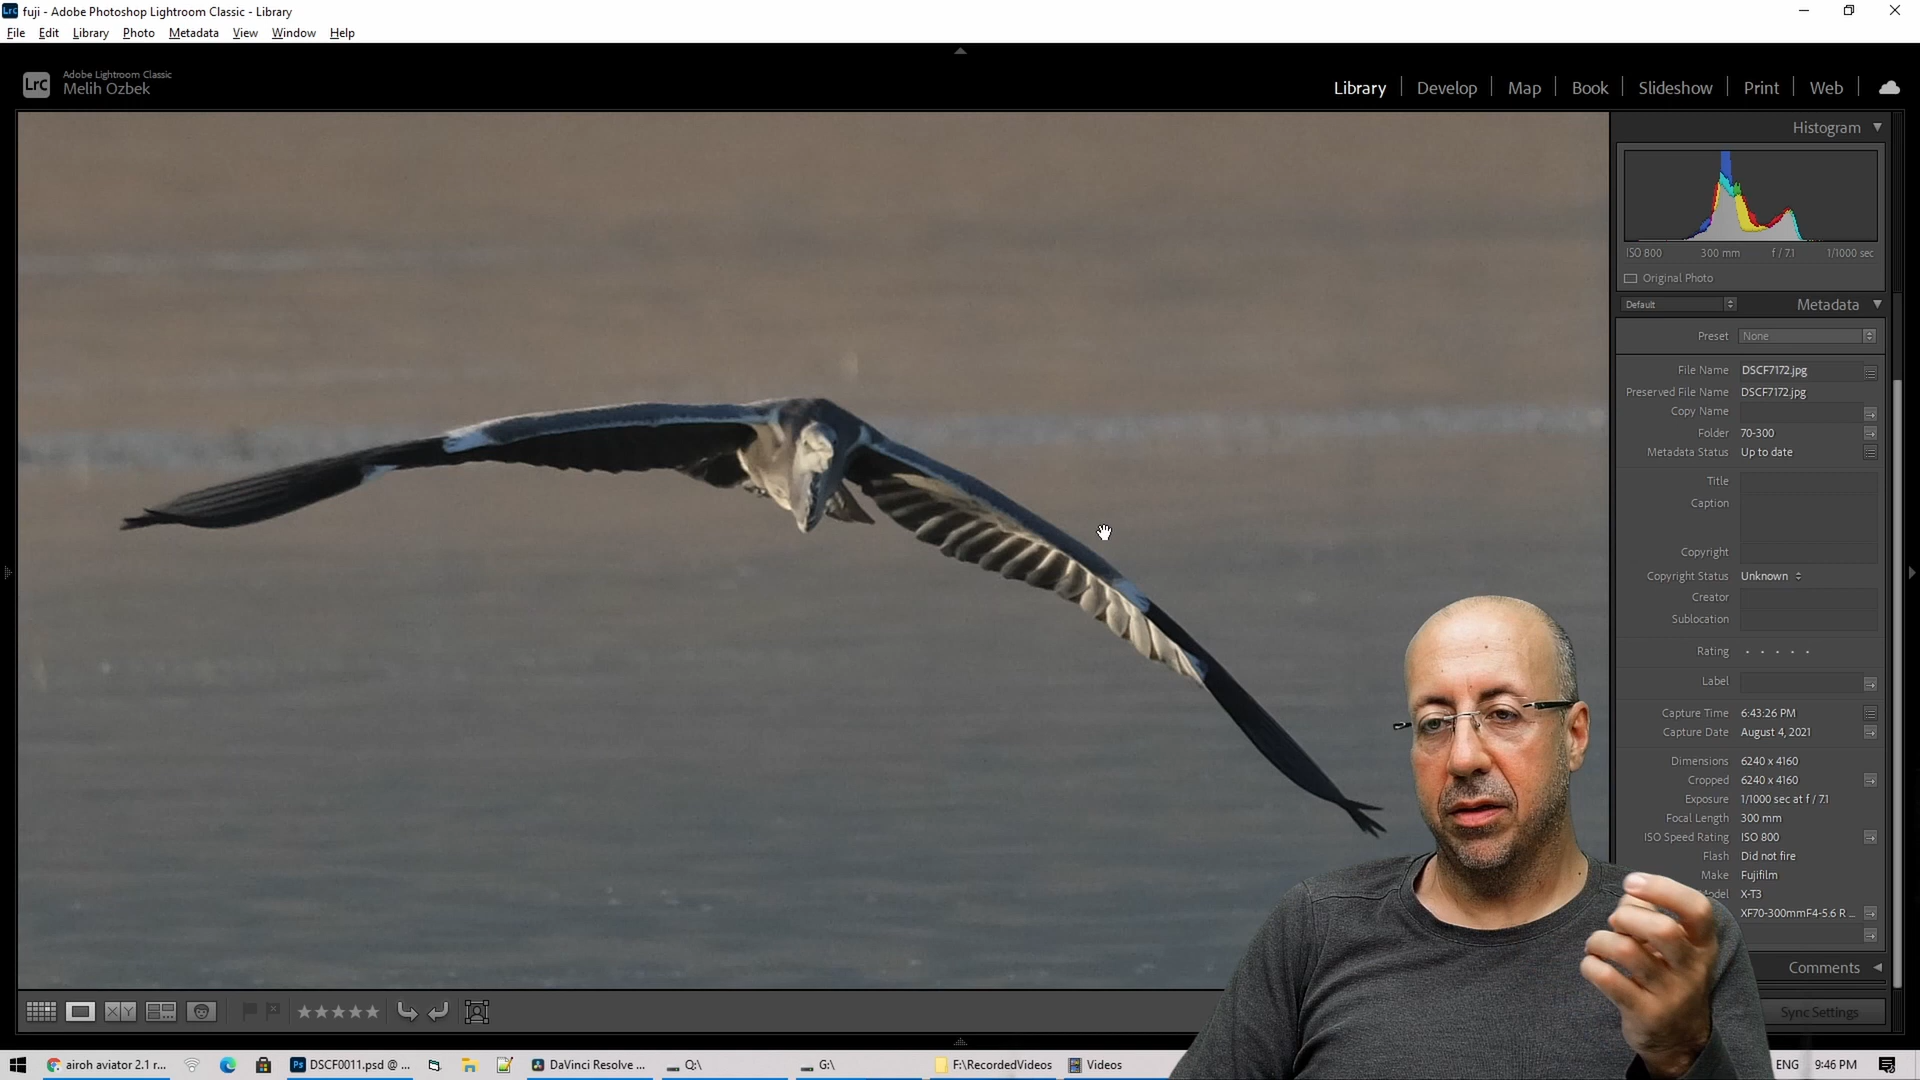 fuji - Adobe Photoshop Lightroom Classic - Library
File Edit Library Photo Metadata View Window Help
Lrc
Adobe Lightroom Classic
Melih Ozbek
Library Develop Map Book Slideshow Print Web
Histogram
ISO 800 300 mm f / 7.1 1/1000 sec
Original Photo
Default Metadata
Preset None
File Name DSCF7172.jpg
Preserved File Name DSCF7172.jpg
Copy Name
Folder 70-300
Metadata Status Up to date
Title
Caption
Copyright
Copyright Status Unknown
Creator
Sublocation
Rating
Label
Capture Time 6:43:26 PM
Capture Date August 4, 2021
Dimensions 6240 x 4160
Cropped 6240 x 4160
Exposure 1/1000 sec at f / 7.1
Focal Length 300 mm
ISO Speed Rating ISO 800
Flash Did not fire
Make Fujifilm
X-T3
XF70-300mmF4-5.6 R ...
Comments
XY
Sync Settings
airoh aviator 2.1 r... DSCF0011.psd @ ... DaVinci Resolve ... Q:\ G:\ F:\RecordedVideos Videos ENG 9:46 PM